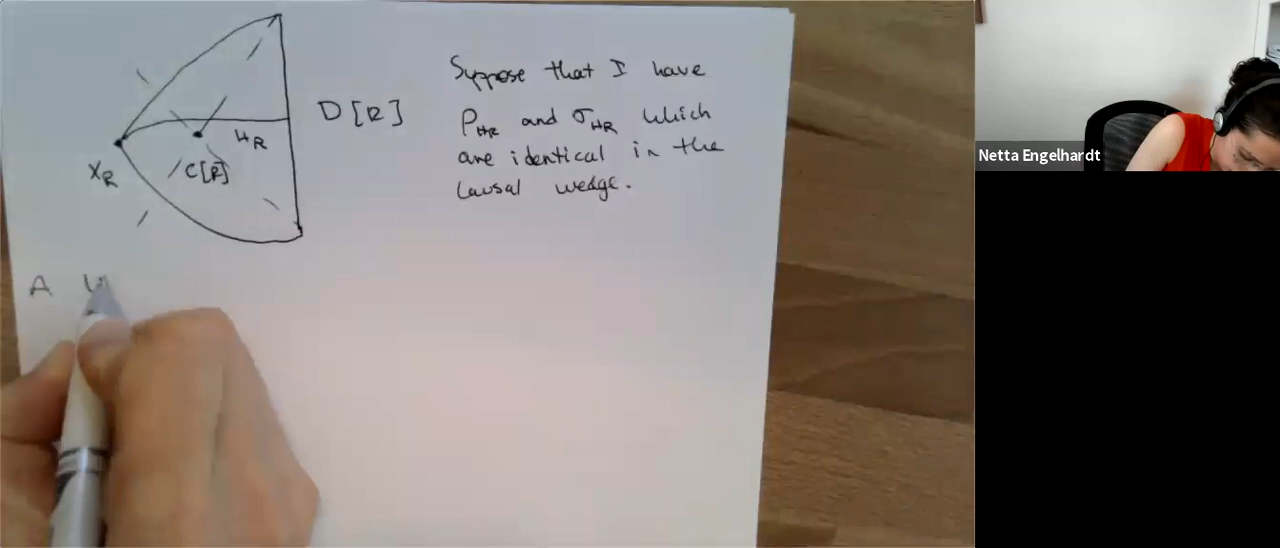 Suppose that I have
D[R]
ρ_HR and σ_HR which
H_R
are identical in the
X_R
C[R]
causal wedge.
A
Netta Engelhardt